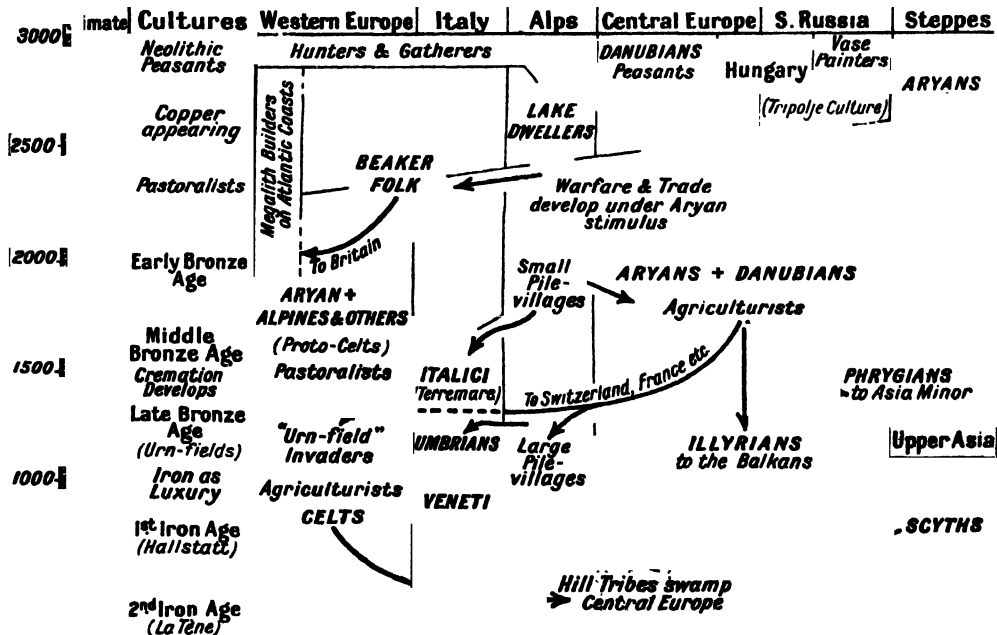 imate Cultures Western Europe Italy Alps Central Europe S. Russia Steppes
3000
Neolithic
Peasants
Hunters & Gatherers
DANUBIANS
Peasants
Hungary
Vase
Painters
(Tripolje Culture)
ARYANS
Copper
appearing
Megalith Builders
on Atlantic Coasts
LAKE
DWELLERS
2500
Pastoralists
BEAKER
FOLK
Warfare & Trade
develop under Aryan
stimulus
To Britain
2000
Early Bronze
Age
ARYAN +
ALPINES & OTHERS
(Proto-Celts)
Small
Pile-
villages
ARYANS + DANUBIANS
Agriculturists
Middle
Bronze Age
1500
Cremation
Develops
Pastoralists
ITALICI
(Terremare)
To Switzerland, France etc
PHRYGIANS
to Asia Minor
Late Bronze
Age
(Urn-fields)
"Urn-field"
Invaders
UMBRIANS
Large
Pile-
villages
ILLYRIANS
to the Balkans
Upper Asia
1000
Iron as
Luxury
Agriculturists
CELTS
VENETI
1st Iron Age
(Hallstatt)
SCYTHS
Hill Tribes swamp
Central Europe
2nd Iron Age
(La Tène)